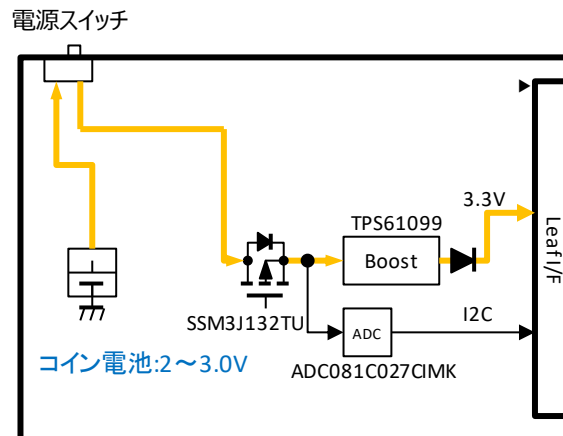 電源スイッチ
3.3V
TPS61099
Boost
Leaf I/F
SSM3J132TU
I2C
ADC
コイン電池:2～3.0V
ADC081C027CIMK